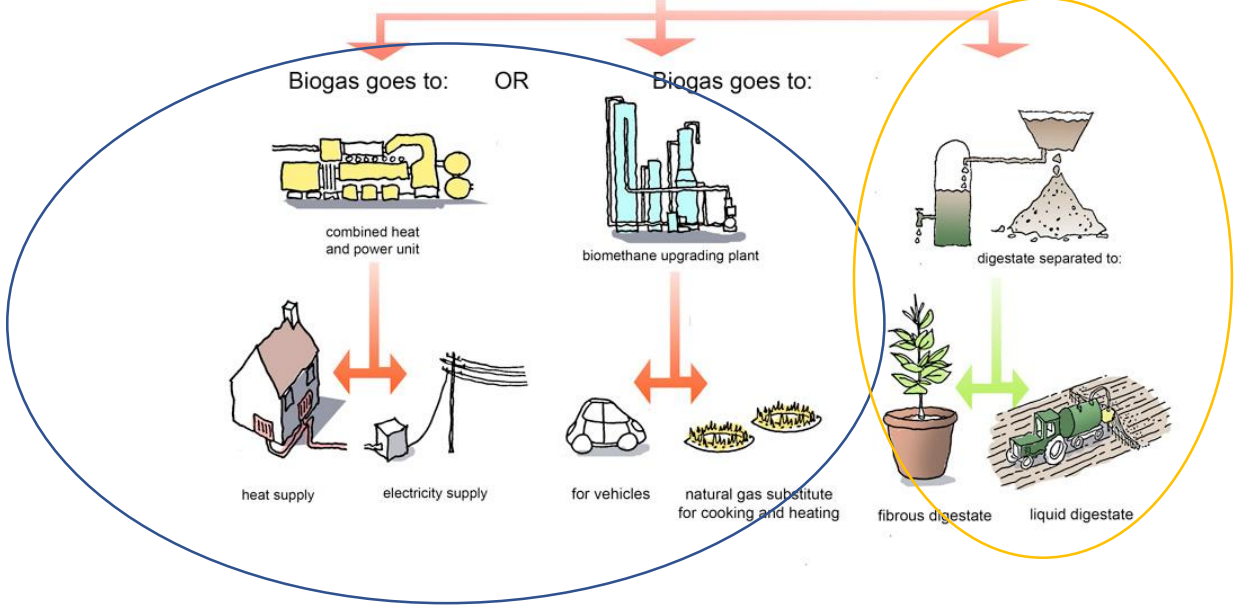 Biogas goes to:
OR
Biogas goes to:
combined heat
and power unit
biomethane upgrading plant
digestate separated to:
heat supply
electricity supply
for vehicles
natural gas substitute
for cooking and heating
fibrous digestate
liquid digestate